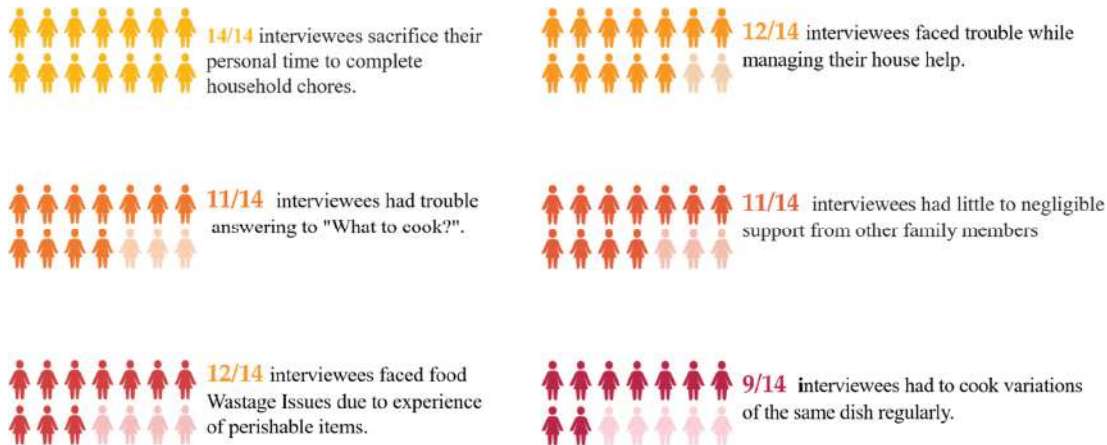 14/14 interviewees sacrifice their
personal time to complete
household chores.
12/14 interviewees faced trouble while
managing their house help.
11/14 interviewees had trouble
answering to "What to cook?".
11/14 interviewees had little to negligible
support from other family members
12/14 interviewees faced food
Wastage Issues due to experience
of perishable items.
9/14 interviewees had to cook variations
of the same dish regularly.